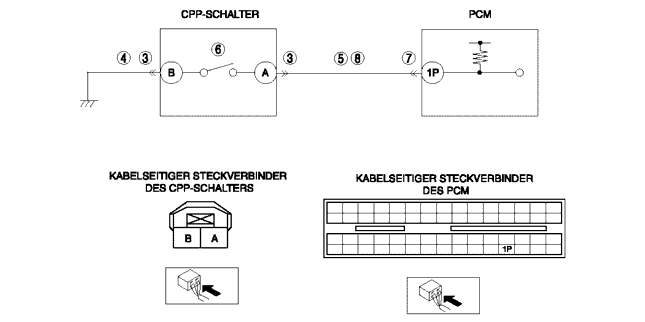 CPP-SCHALTER PCM
④ ③ B ⑥ A ③ ⑤ ⑧ ⑦ 1P
KABELSEITIGER STECKVERBINDER
DES CPP-SCHALTERS
KABELSEITIGER STECKVERBINDER
DES PCM
B A
1P